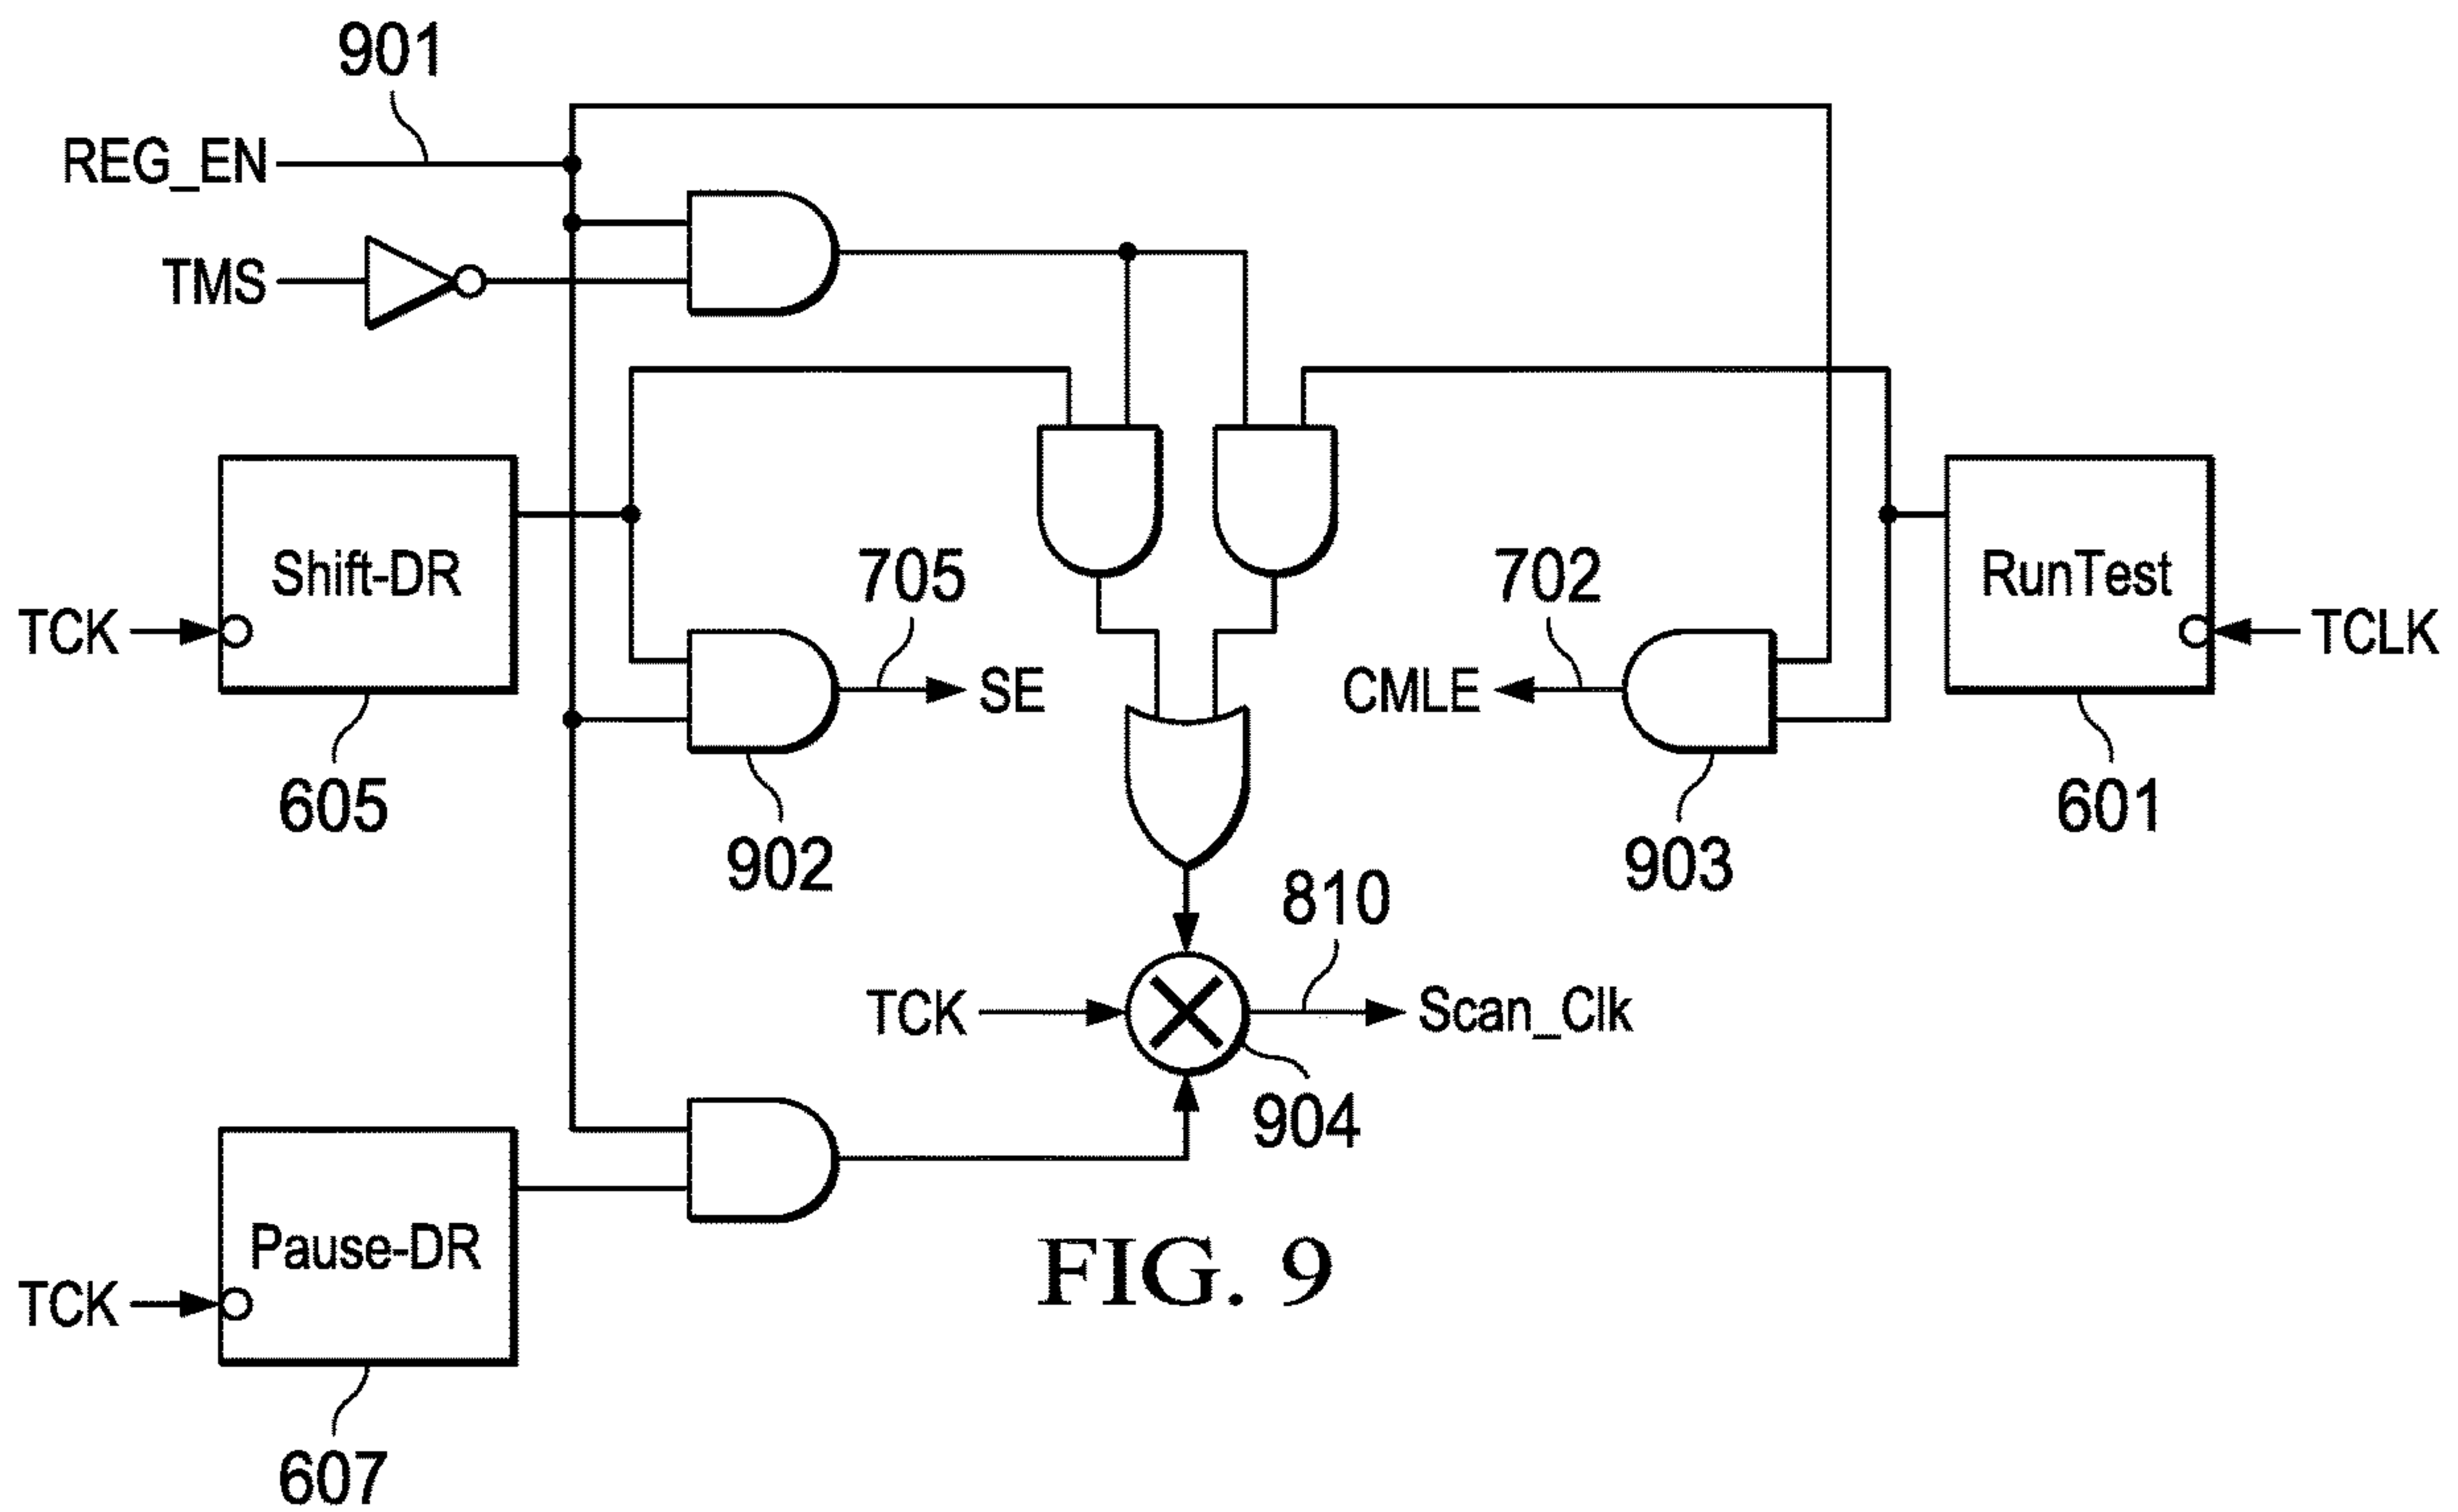 901
REG_EN
TMS
Shift-DR
TCK
605
705
SE
902
702
CMLE
903
RunTest
TCLK
601
810
TCK
Scan_Clk
904
Pause-DR
TCK
607
FIG. 9